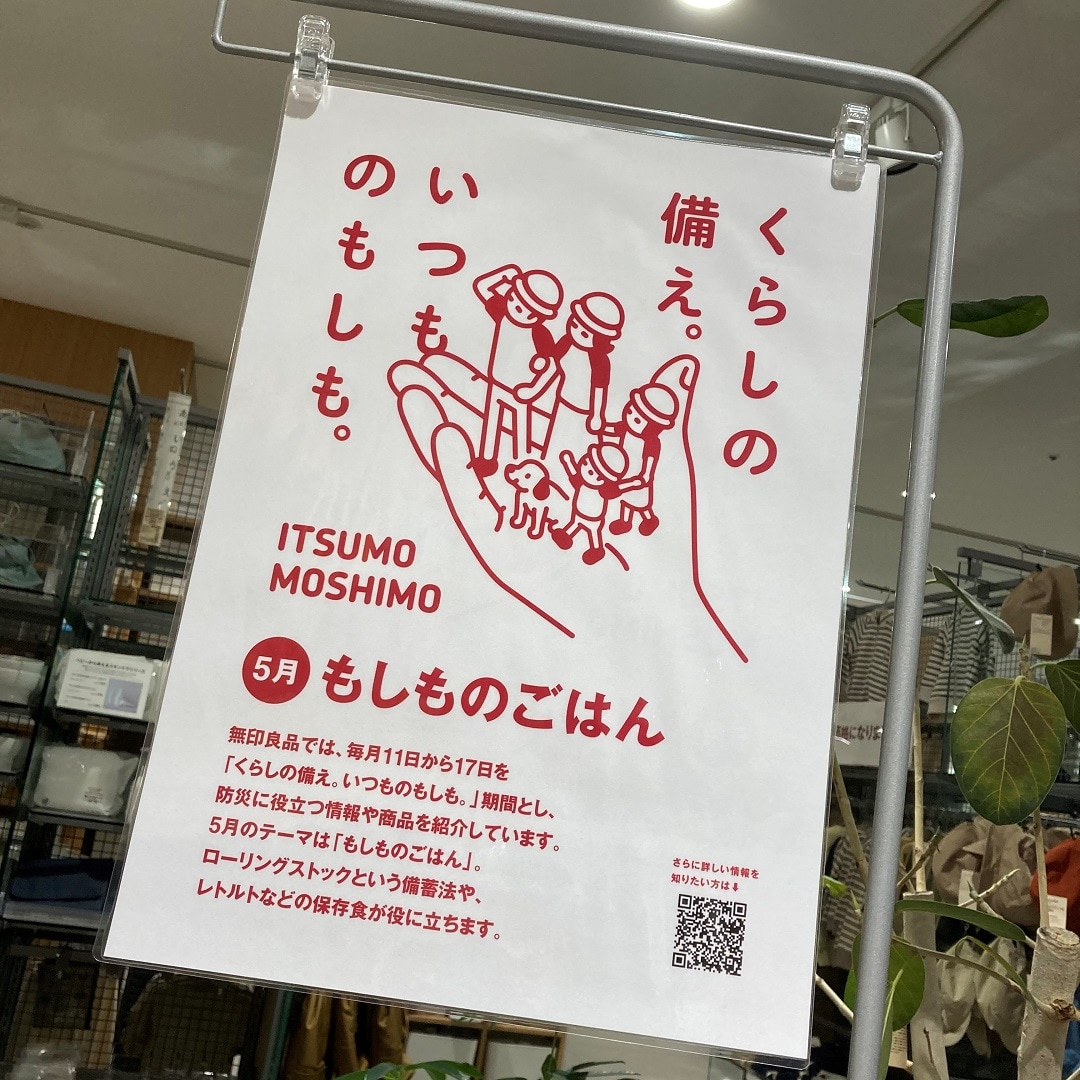 くらしの
備え。
いつも
のもしも。
ITSUMO
MOSHIMO
5月
もしものごはん
無印良品では、毎月11日から17日を
「くらしの備え。いつものもしも。」期間とし、
防災に役立つ情報や商品を紹介しています。
5月のテーマは「もしものごはん」。
ローリングストックという備蓄法や、
レトルトなどの保存食が役に立ちます。
さらに詳しい情報を
知りたい方は⬇